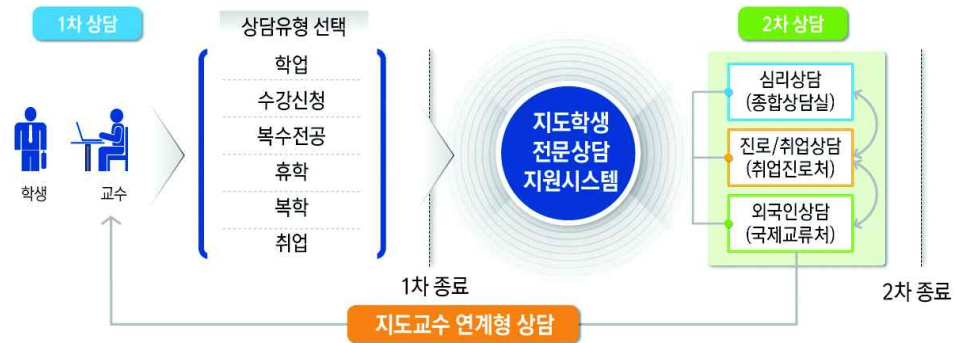 1차 상담
상담유형 선택
2차 상담
학업
수강신청
복수전공
휴학
복학
취업
학생
교수
1차 종료
지도학생
전문상담
지원시스템
심리상담
(종합상담실)
진로/취업상담
(취업진로처)
외국인상담
(국제교류처)
2차 종료
지도교수 연계형 상담